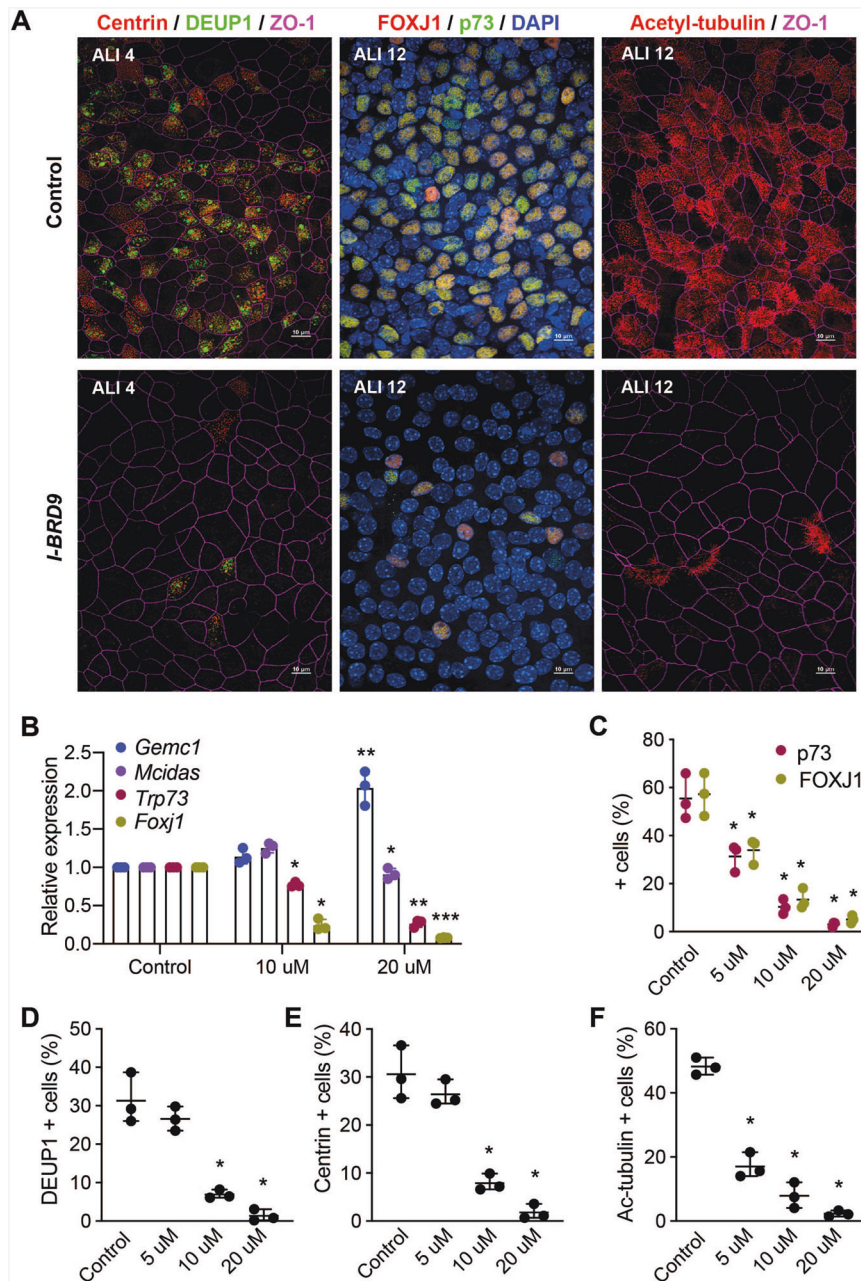 A
Centrin / DEUP1 / ZO-1
FOXJ1 / p73 / DAPI
Acetyl-tubulin / ZO-1
Control
ALI 4
ALI 12
ALI 12
10 µm
10 µm
10 µm
I-BRD9
ALI 4
ALI 12
ALI 12
10 µm
10 µm
10 µm
B
Gemc1
Mcidas
Trp73
Foxj1
Relative expression
2.5
2.0
1.5
1.0
0.5
0.0
* * ** * ** ***
Control 10 uM 20 uM
C
p73
FOXJ1
+ cells (%)
80
60
40
20
0
* * * * * *
Control 5 uM 10 uM 20 uM
D
DEUP1 + cells (%)
50
40
30
20
10
0
* *
Control 5 uM 10 uM 20 uM
E
Centrin + cells (%)
40
30
20
10
0
* *
Control 5 uM 10 uM 20 uM
F
Ac-tubulin + cells (%)
60
40
20
0
* * *
Control 5 uM 10 uM 20 uM